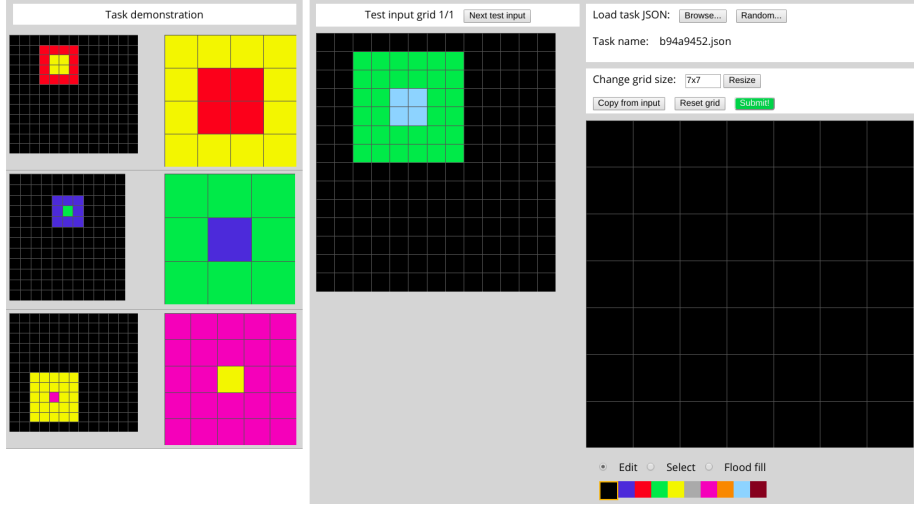 Task demonstration
Test input grid 1/1 Next test input
Load task JSON: Browse... Random...
Task name: b94a9452.json
Change grid size: 7x7 Resize
Copy from input Reset grid Submit!
Edit Select Flood fill